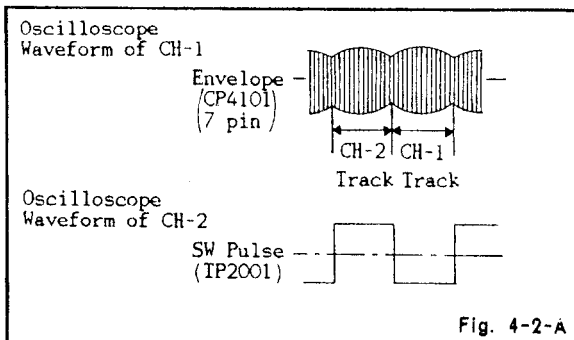 Oscilloscope
Waveform of CH-1
Envelope
(CP4101)
(7 pin )
CH-2 CH-1
Track Track
Oscilloscope
Waveform of CH-2
SW Pulse
(TP2001)
Fig. 4-2-A